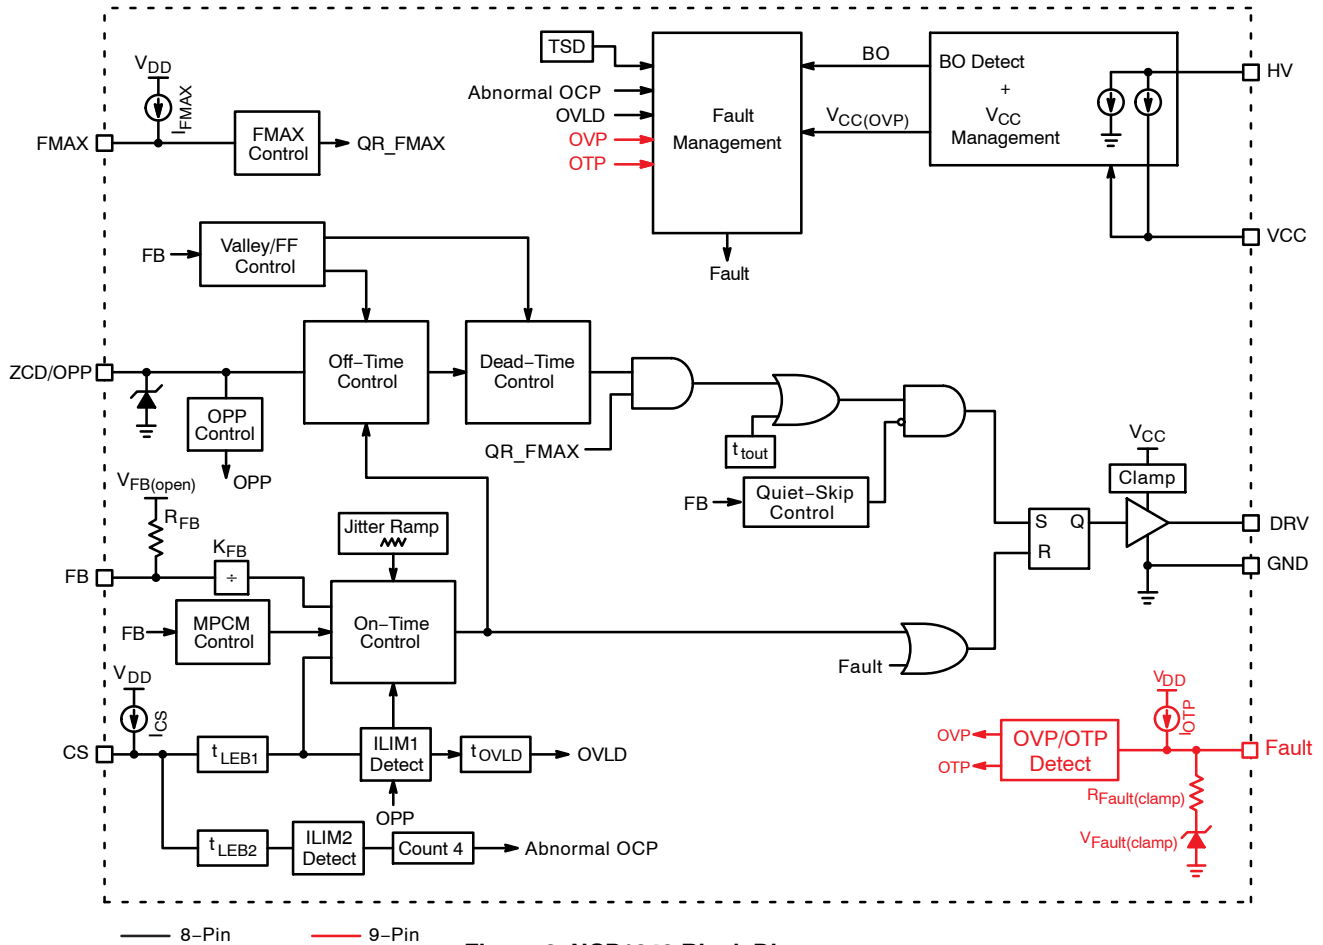 TSD
Abnormal OCP
OVLD
OVP
OTP
Fault
Management
Fault
BO
VCC(OVP)
BO Detect
+
VCC
Management
HV
VCC
VDD
IFMAX
FMAX
FMAX
Control
QR_FMAX
FB
Valley/FF
Control
ZCD/OPP
OPP
Control
OPP
Off-Time
Control
Dead-Time
Control
QR_FMAX
t tout
FB
Quiet-Skip
Control
S Q
R
VCC
Clamp
DRV
GND
VFB(open)
RFB
FB
KFB
÷
Jitter Ramp
FB
MPCM
Control
On-Time
Control
Fault
VDD
ICS
CS
t LEB1
ILIM1
Detect
OPP
tOVLD
OVLD
t LEB2
ILIM2
Detect
Count 4
Abnormal OCP
VDD
IOTP
OVP
OTP
OVP/OTP
Detect
Fault
RFault(clamp)
VFault(clamp)
8-Pin
9-Pin